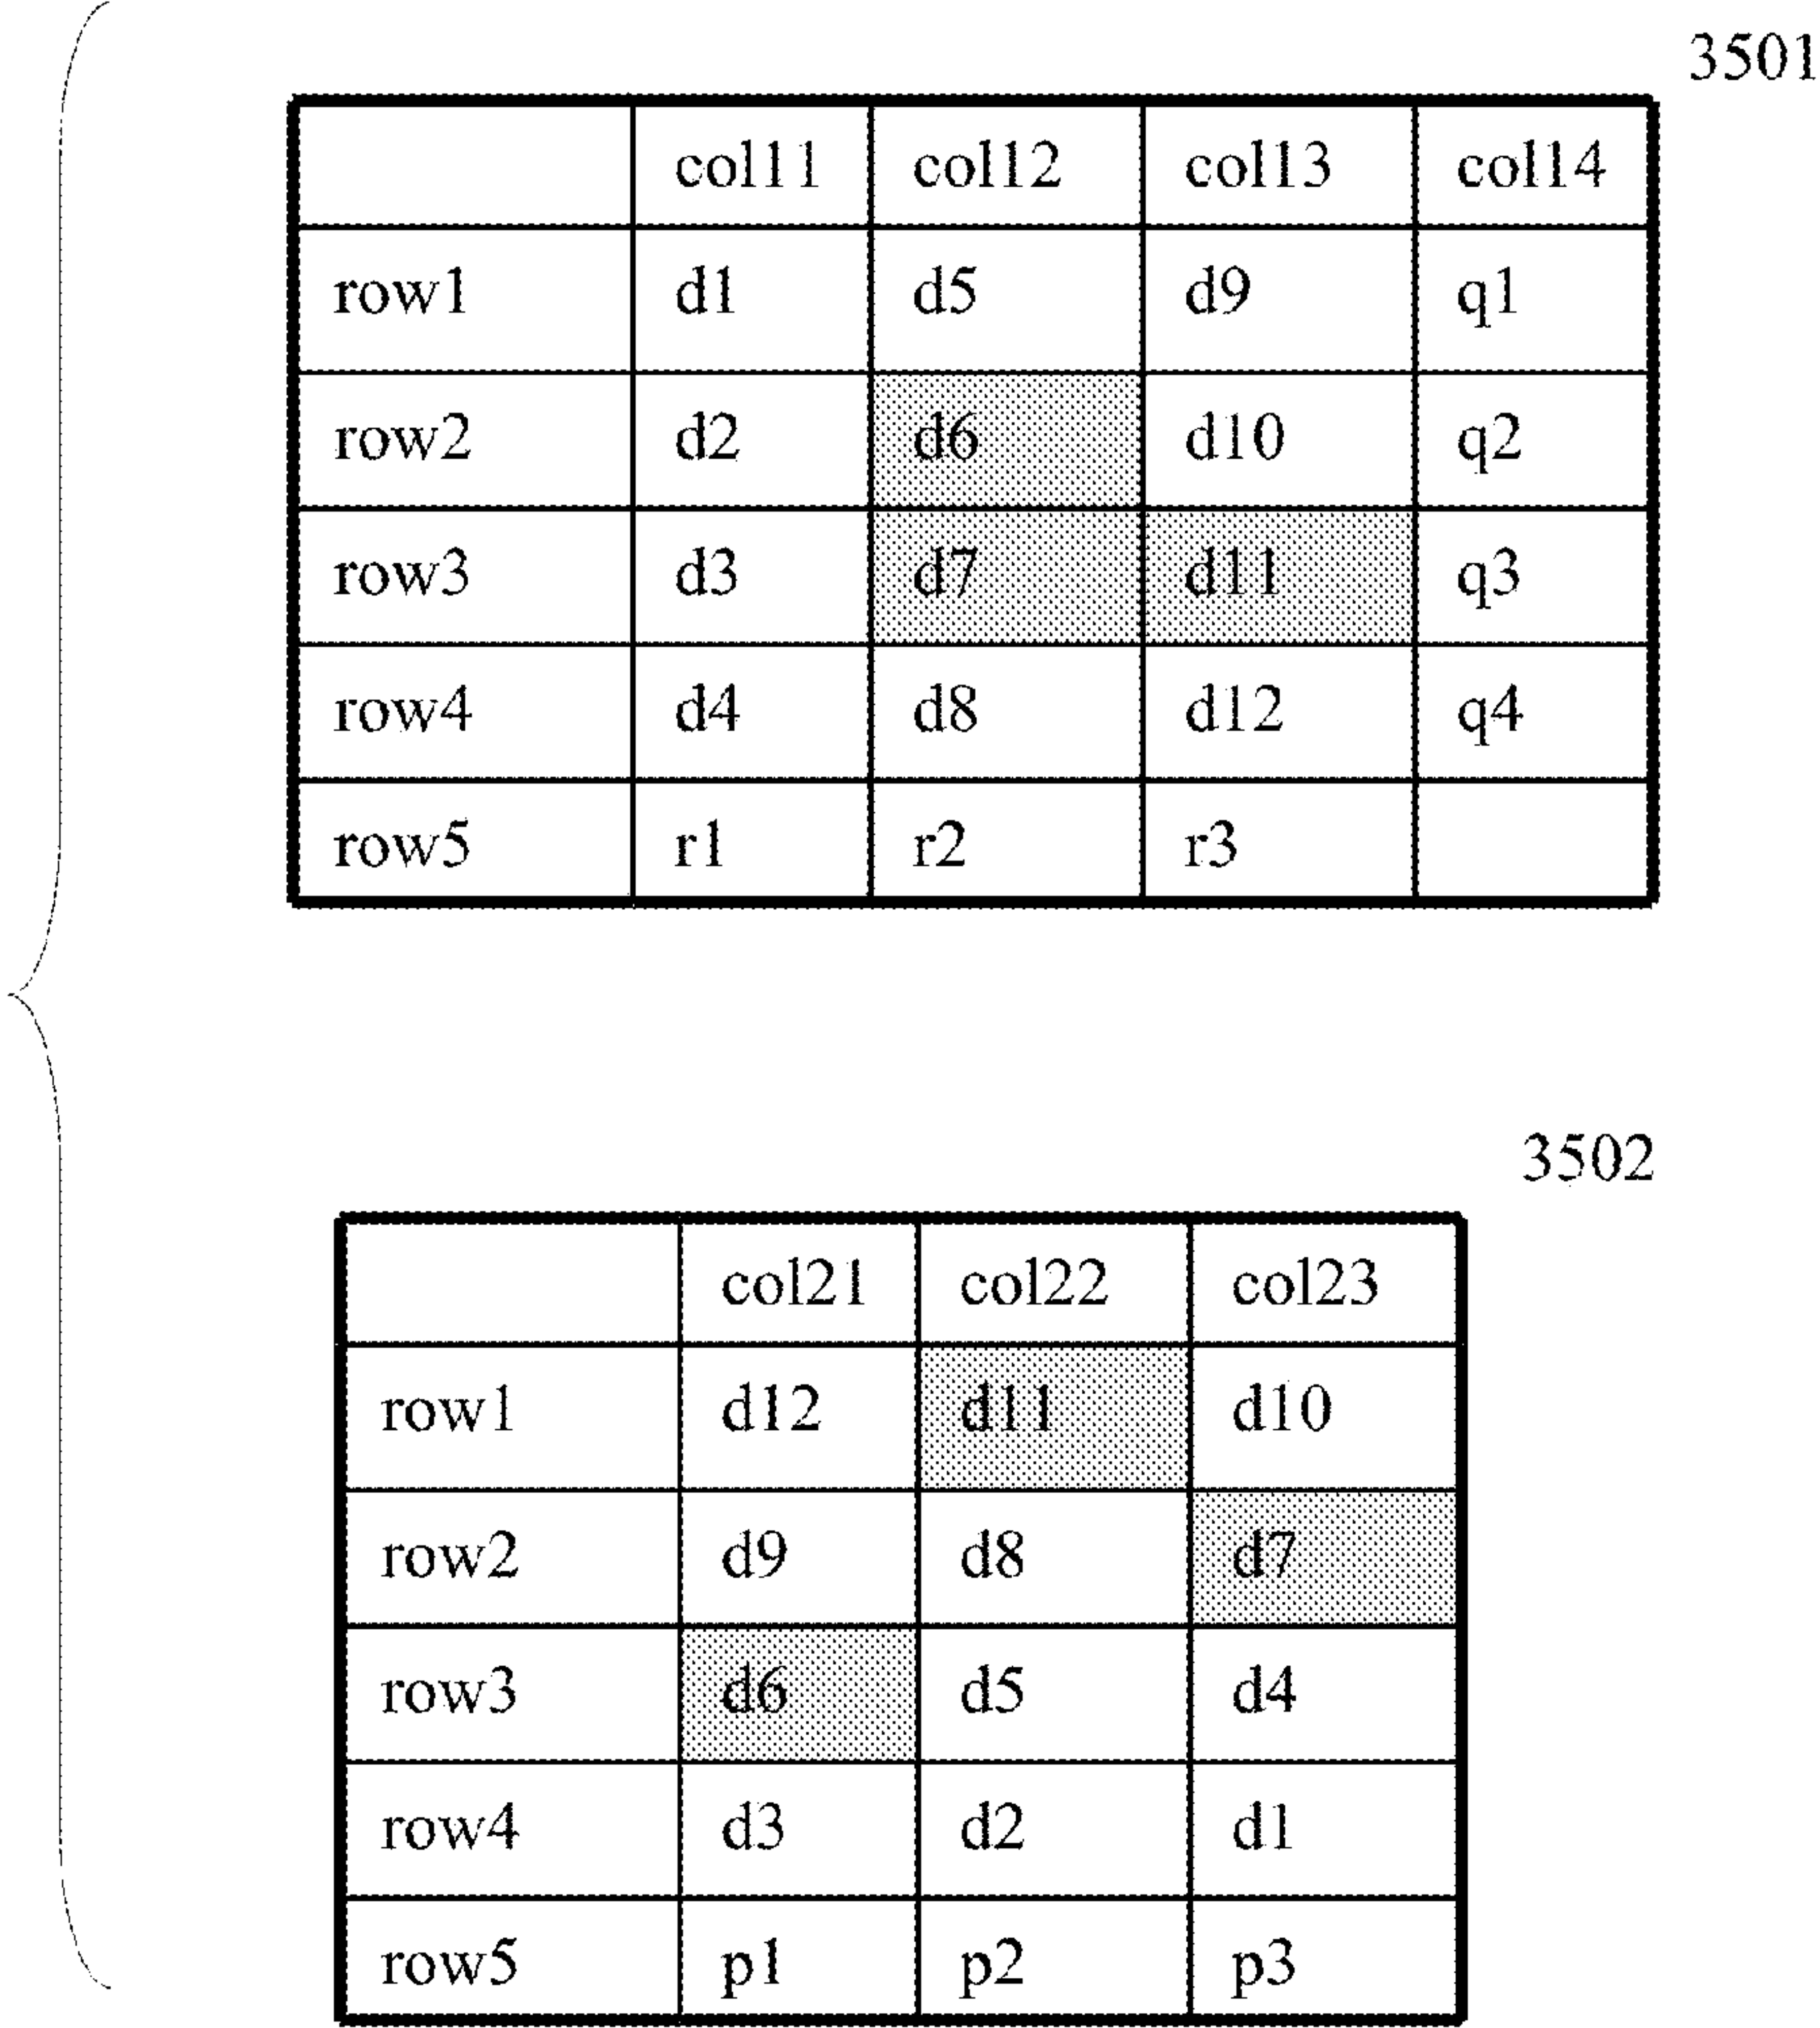 3501
col11 col12 col13 col14
row1 d1 d5 d9 q1
row2 d2 d6 d10 q2
row3 d3 d7 d11 q3
row4 d4 d8 d12 q4
row5 r1 r2 r3
3502
col21 col22 col23
row1 d12 d11 d10
row2 d9 d8 d7
row3 d6 d5 d4
row4 d3 d2 d1
row5 p1 p2 p3